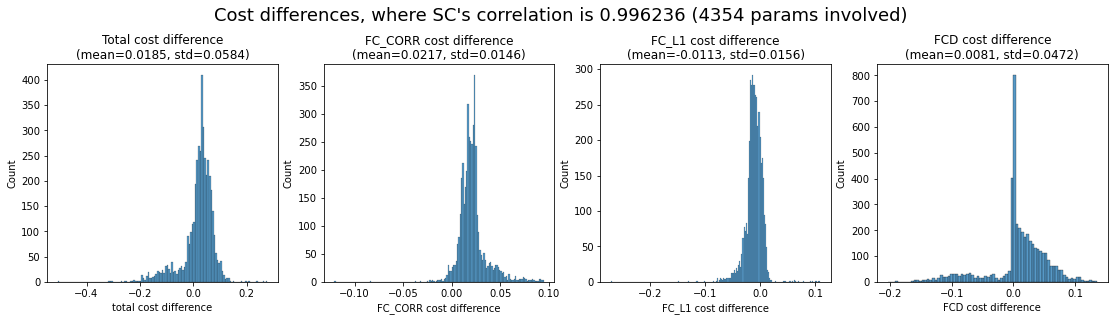 Cost differences, where SC's correlation is 0.996236 (4354 params involved)
Total cost difference
(mean=0.0185, std=0.0584)
400
350
300
250
200
150
100
50
0
Count
−0.4
−0.2
0.0
0.2
total cost difference
FC_CORR cost difference
(mean=0.0217, std=0.0146)
350
300
250
200
150
100
50
0
Count
−0.10
−0.05
0.00
0.05
0.10
FC_CORR cost difference
FC_L1 cost difference
(mean=-0.0113, std=0.0156)
300
250
200
150
100
50
0
Count
−0.2
−0.1
0.0
0.1
FC_L1 cost difference
FCD cost difference
(mean=0.0081, std=0.0472)
800
700
600
500
400
300
200
100
0
Count
−0.2
−0.1
0.0
0.1
FCD cost difference